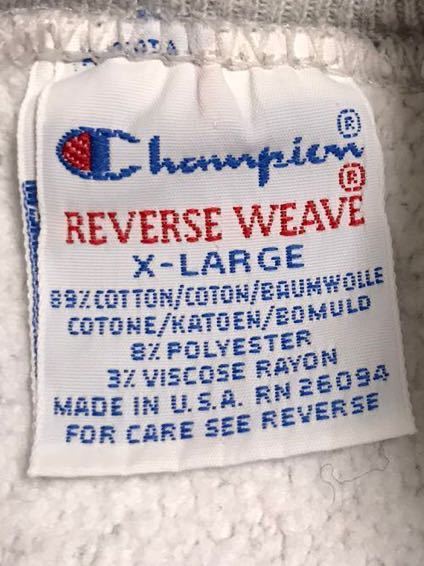 Champion®
REVERSE WEAVE®
X-LARGE
89% COTTON/COTON/BAUMWOLLE
COTONE/KATOEN/BOMULD
8% POLYESTER
3% VISCOSE RAYON
MADE IN U.S.A. RN 26094
FOR CARE SEE REVERSE